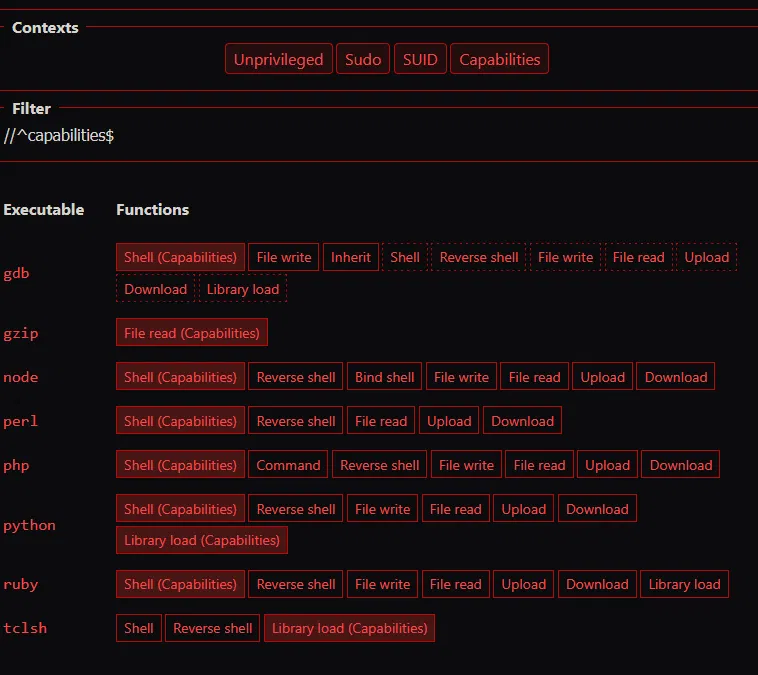 Contexts
Unprivileged Sudo SUID Capabilities
Filter
//^capabilities$
Executable Functions
gdb Shell (Capabilities) File write Inherit Shell Reverse shell File write File read Upload
Download Library load
gzip File read (Capabilities)
node Shell (Capabilities) Reverse shell Bind shell File write File read Upload Download
perl Shell (Capabilities) Reverse shell File read Upload Download
php Shell (Capabilities) Command Reverse shell File write File read Upload Download
python Shell (Capabilities) Reverse shell File write File read Upload Download
Library load (Capabilities)
ruby Shell (Capabilities) Reverse shell File write File read Upload Download Library load
tclsh Shell Reverse shell Library load (Capabilities)